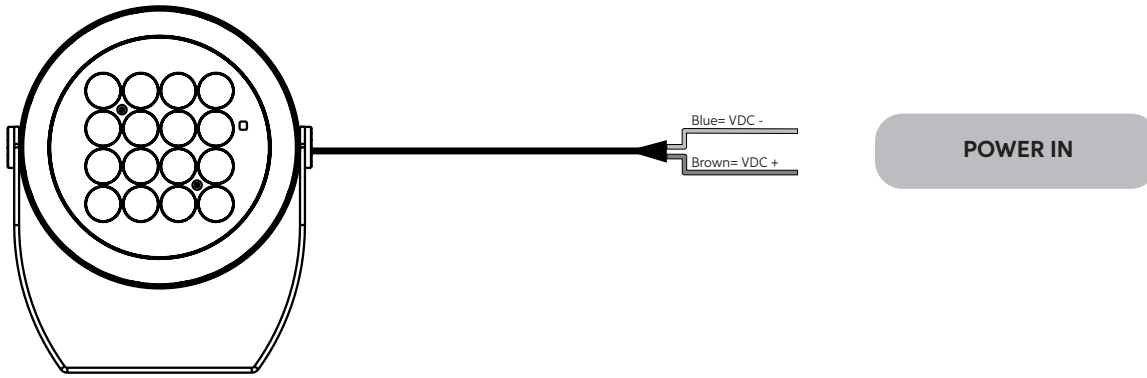 Blue= VDC -
Brown= VDC +
POWER IN